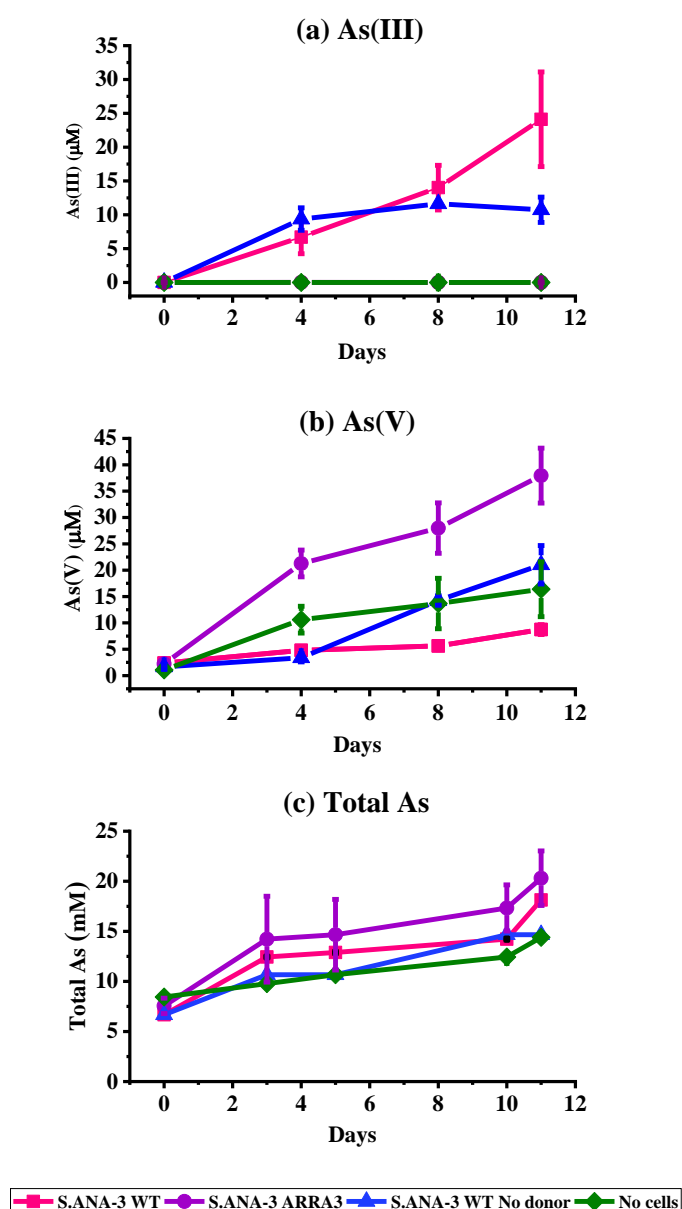 (a) As(III)
35
30
25
20
15
10
5
0
As(III) (µM)
0 2 4 6 8 10 12
Days
(b) As(V)
45
40
35
30
25
20
15
10
5
0
As(V) (µM)
0 2 4 6 8 10 12
Days
(c) Total As
25
20
15
10
5
0
Total As (mM)
0 2 4 6 8 10 12
Days
S.ANA-3 WT S.ANA-3 ARRA3 S.ANA-3 WT No donor No cells